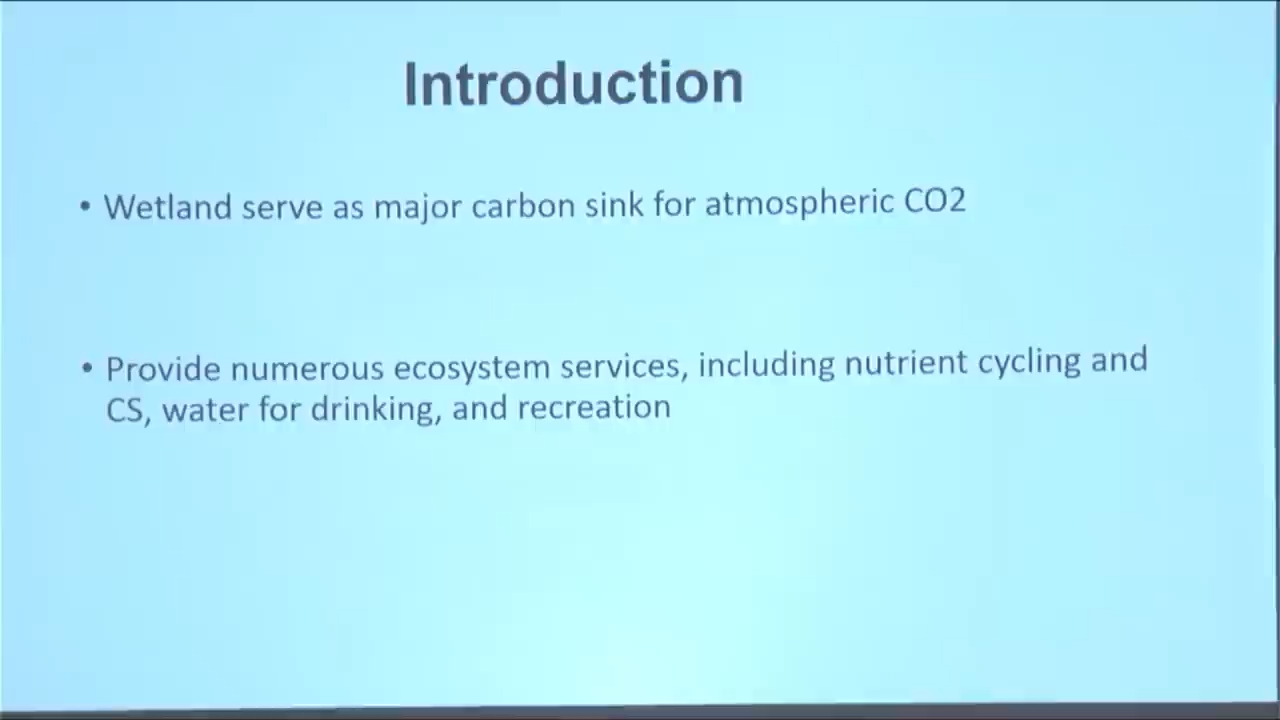 Introduction
• Wetland serve as major carbon sink for atmospheric CO2
• Provide numerous ecosystem services, including nutrient cycling and
CS, water for drinking, and recreation